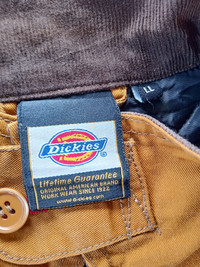 Dickies
®
Lifetime Guarantee
ORIGINAL AMERICAN BRAND
WORK WEAR SINCE 1922
www.dickies.com